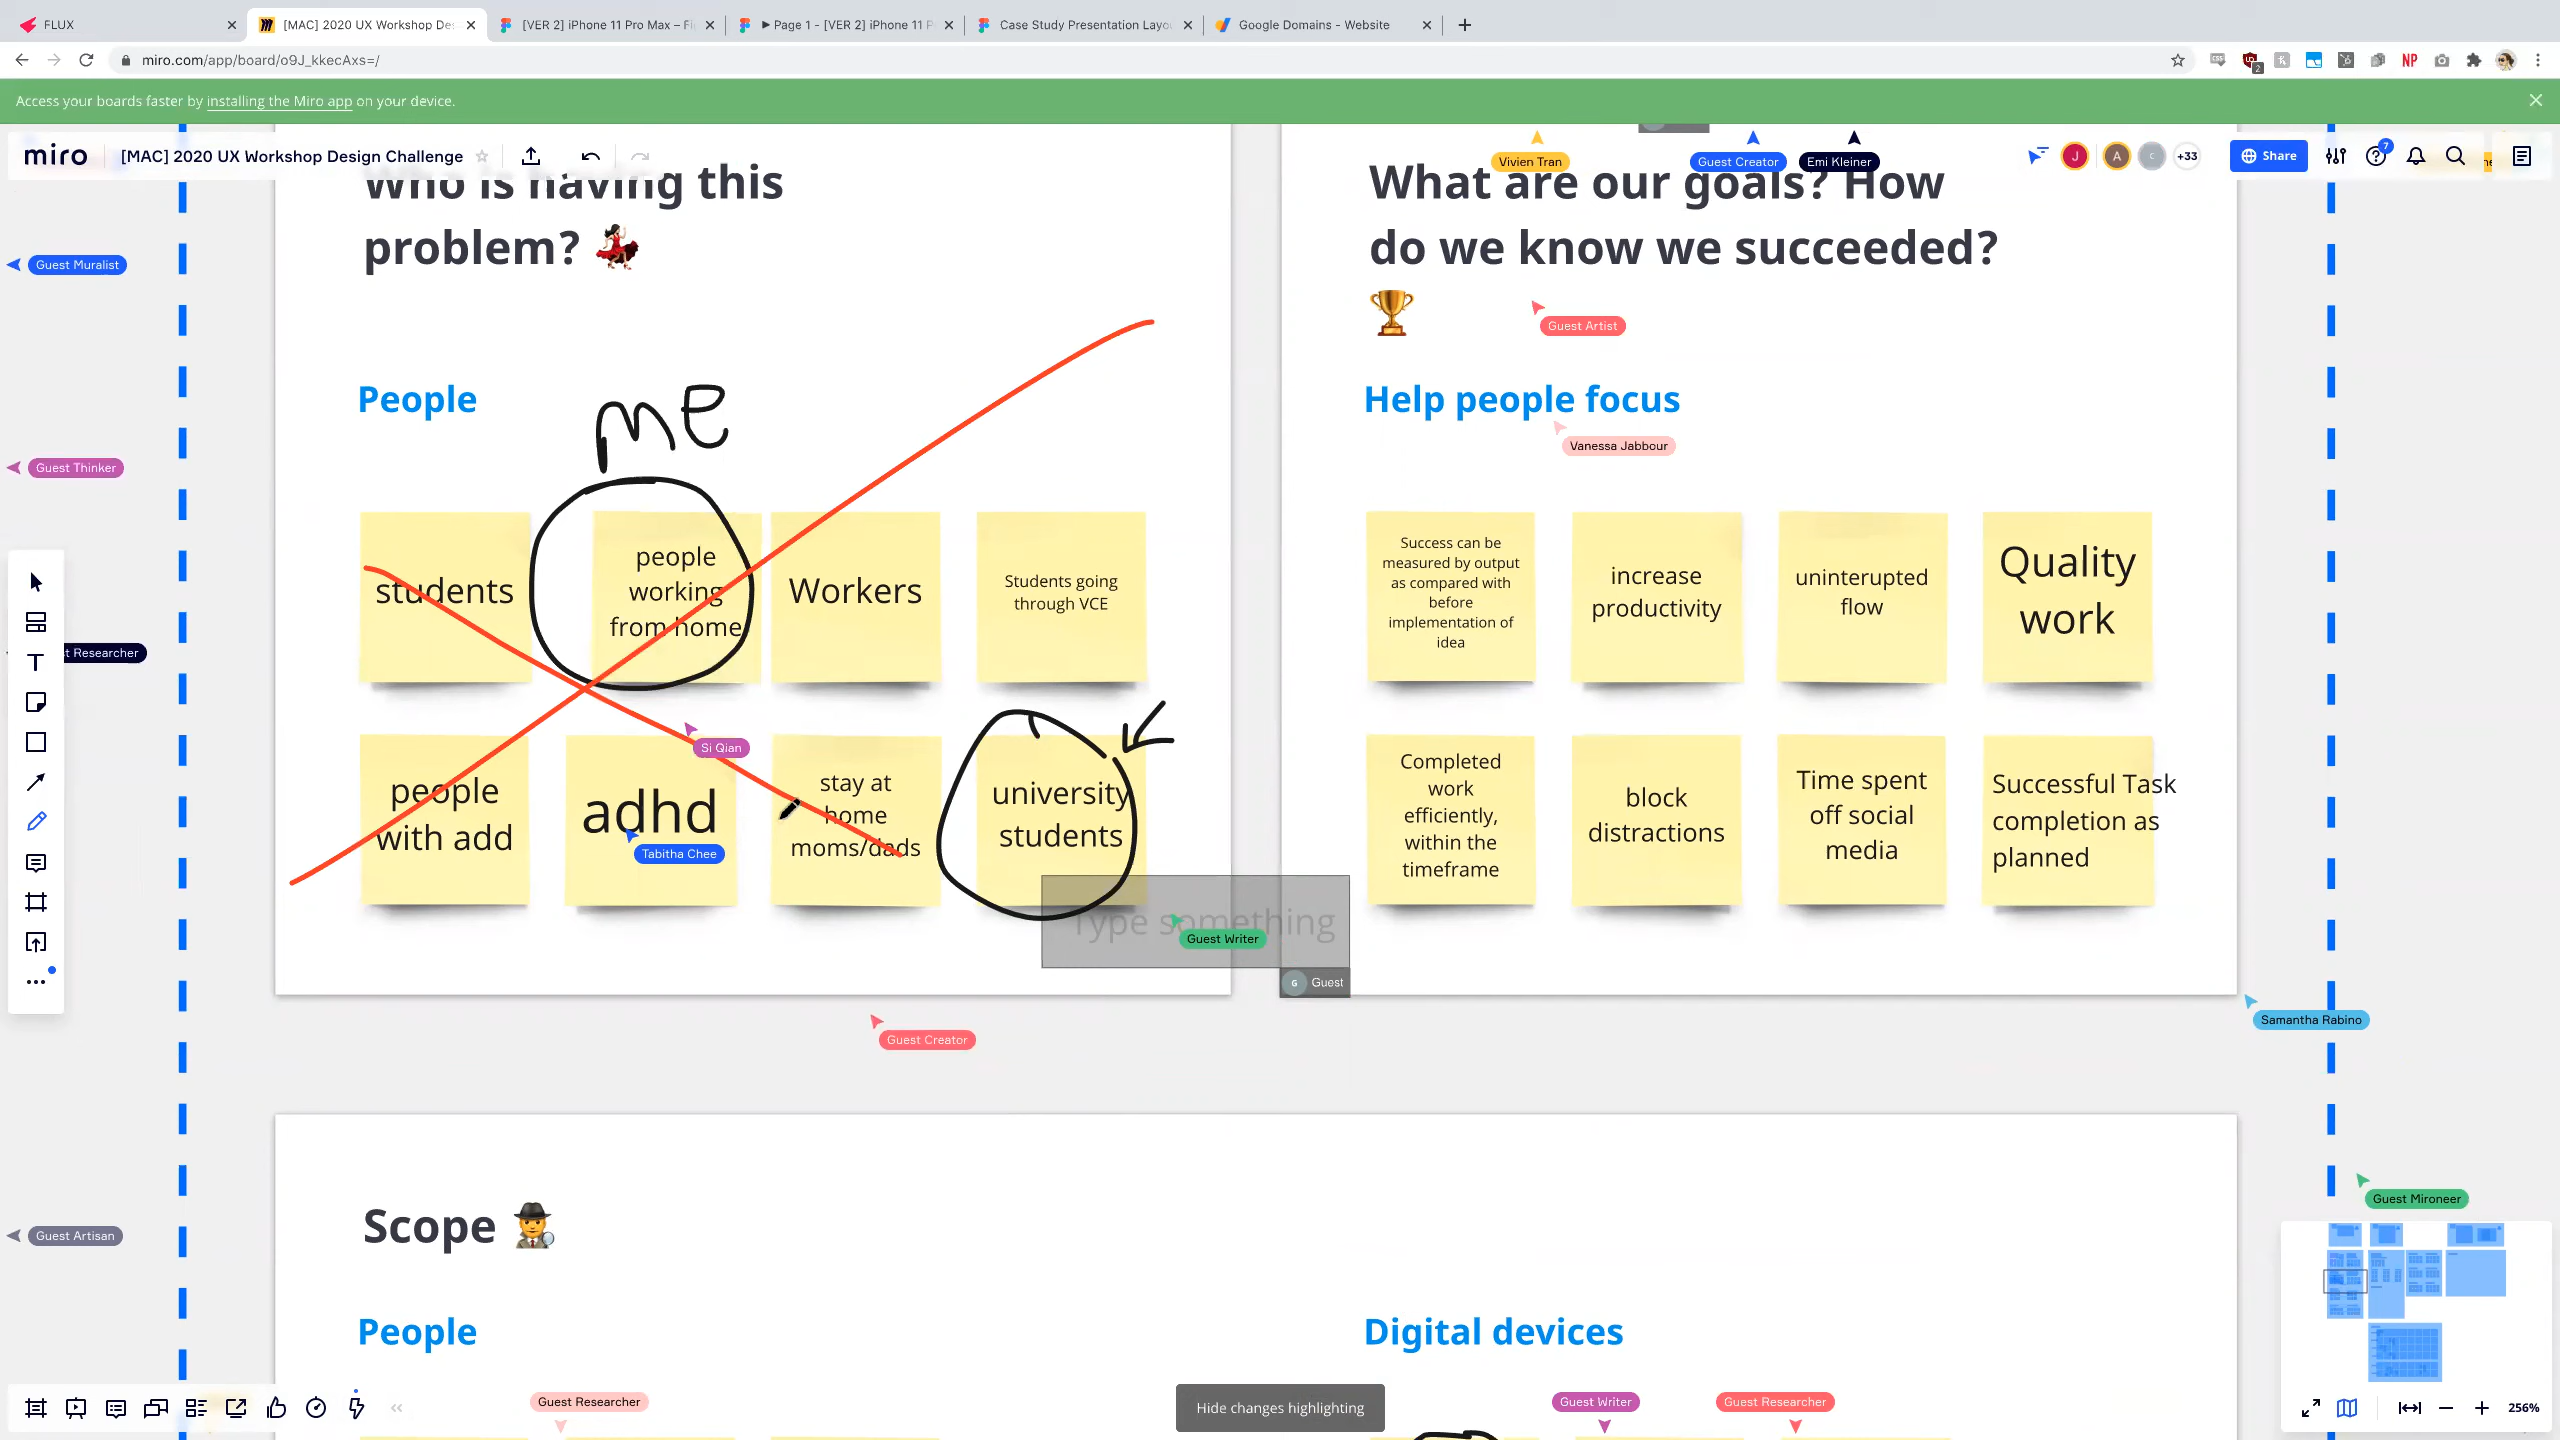 FLUX
[MAC] 2020 UX Workshop De
[VER 2] iPhone 11 Pro Max – Fi
▶ Page 1 - [VER 2] iPhone 11 P
Case Study Presentation Layou
Google Domains - Website
miro.com/app/board/o9J_kkecAxs=/
2
NP
Access your boards faster by installing the Miro app on your device.
miro
[MAC] 2020 UX Workshop Design Challenge
Vivien Tran
Guest Creator
Emi Kleiner
J
A
C
+33
Share
7
Who is having this
problem?
What are our goals? How
do we know we succeeded?
Guest Muralist
Guest Artist
People
me
Help people focus
Vanessa Jabbour
Guest Thinker
students
people
working
from home
Workers
Students going
through VCE
Success can be
measured by output
as compared with
before
implementation of
idea
increase
productivity
uninterupted
flow
Quality
work
t Researcher
Si Qian
people
with add
adhd
Tabitha Chee
stay at
home
moms/dads
university
students
Completed
work
efficiently,
within the
timeframe
block
distractions
Time spent
off social
media
Successful Task
completion as
planned
Type something
Guest Writer
G Guest
Guest Creator
Samantha Rabino
Guest Mironeer
Scope
Guest Artisan
People
Digital devices
Guest Researcher
Guest Writer
Guest Researcher
Hide changes highlighting
256%